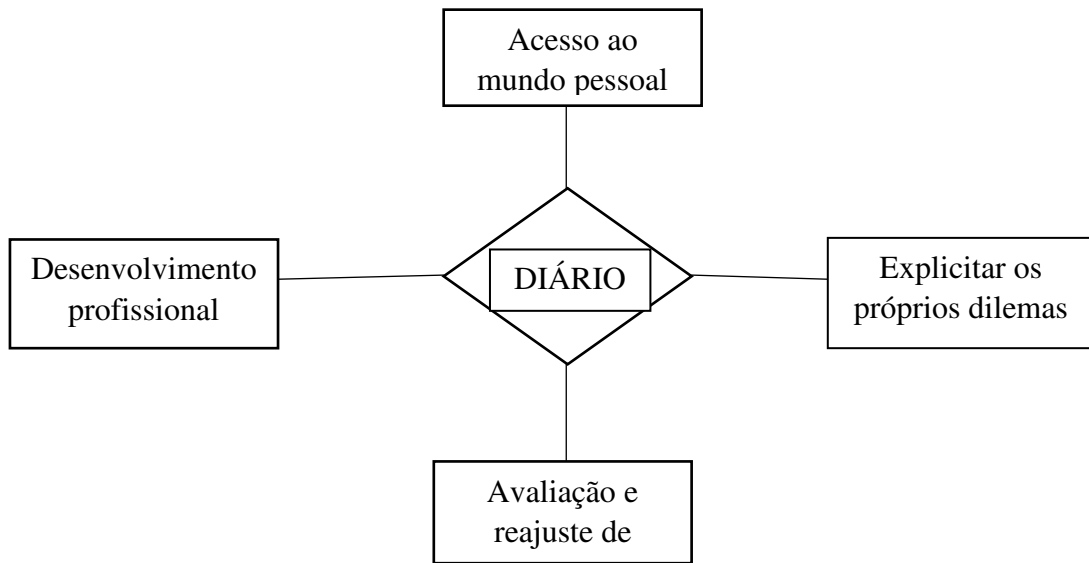 Acesso ao
mundo pessoal
Desenvolvimento
profissional
DIÁRIO
Explicitar os
próprios dilemas
Avaliação e
reajuste de